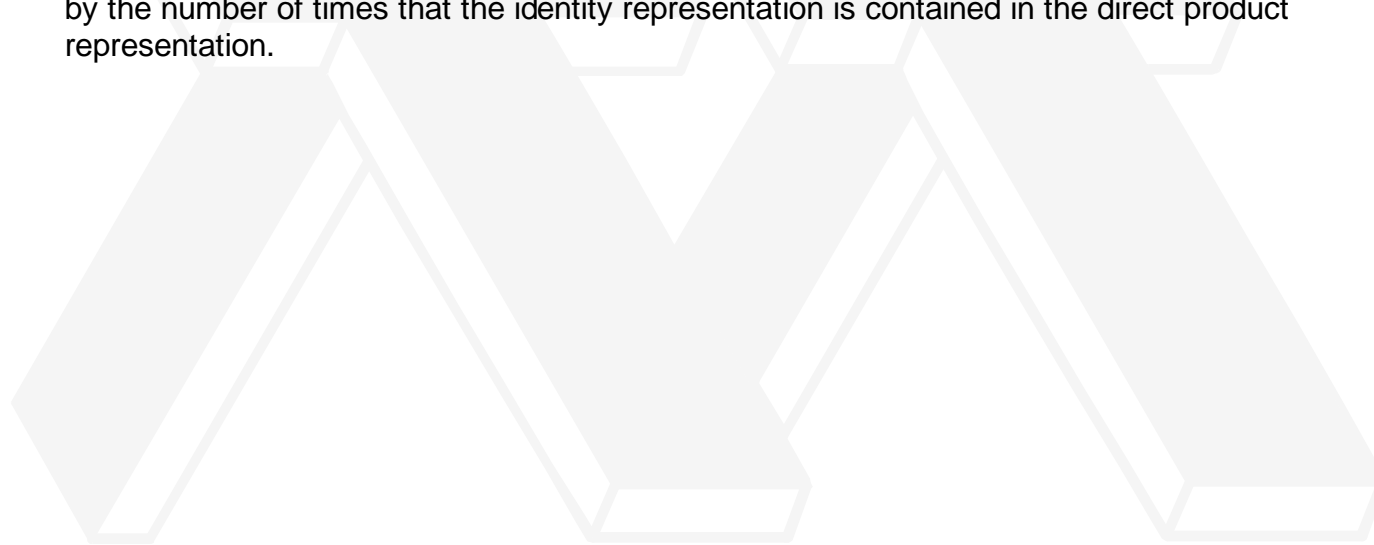 by the number of times that the identity representation is contained in the direct product
representation.